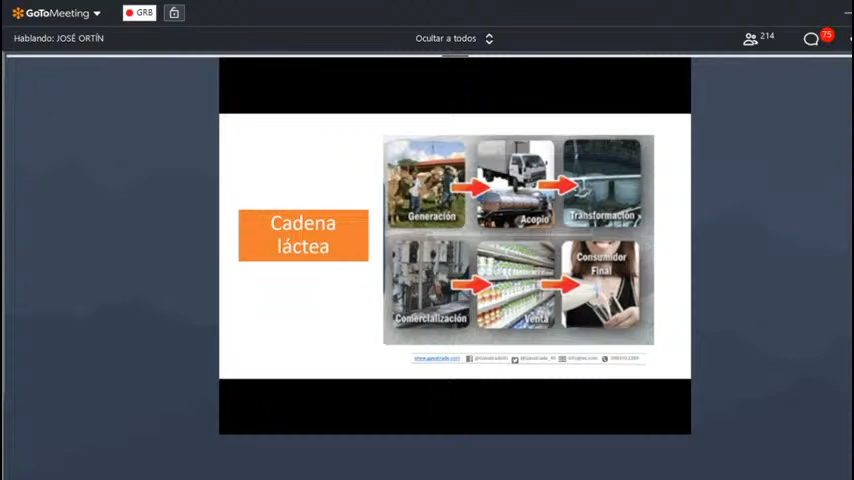 GoToMeeting
GRB
Hablando: JOSÉ ORTÍN
Ocultar a todos
214
75
Cadena
láctea
Generación
Acopio
Transformación
Comercialización
Venta
Consumidor
Final